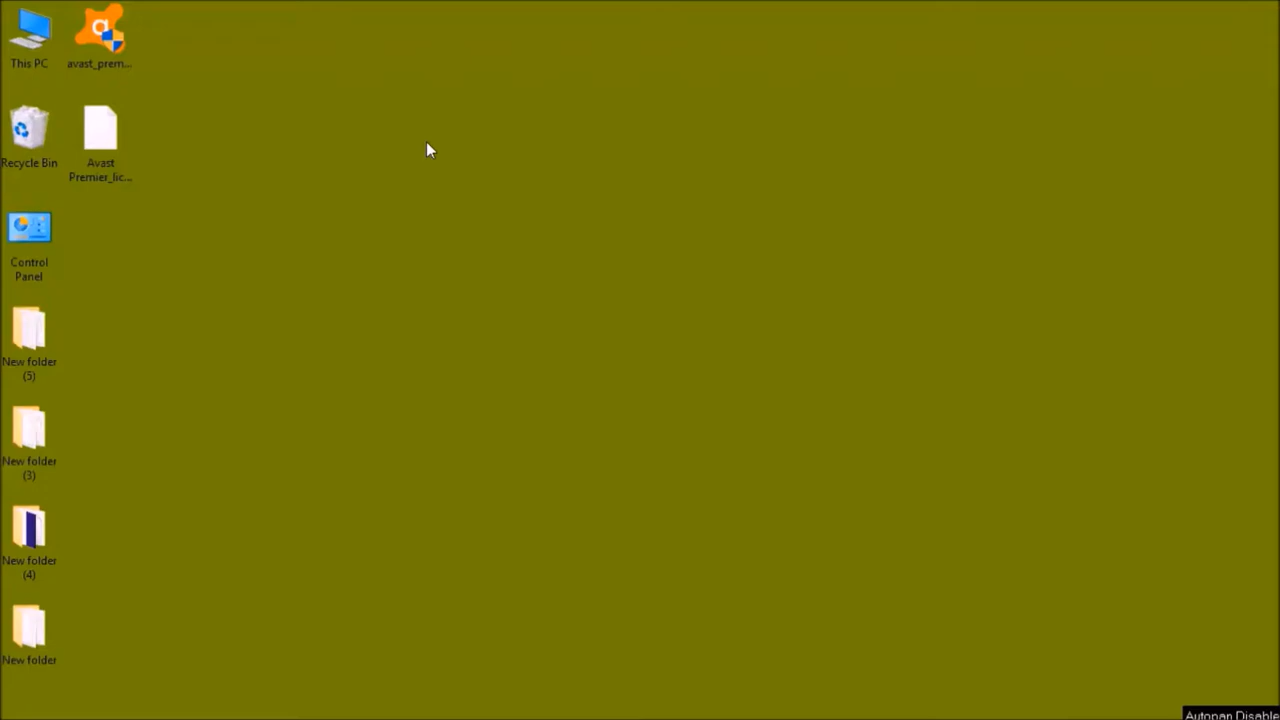 This PC
avast_prem...
Recycle Bin
Avast
Premier_lic...
Control
Panel
New folder
(5)
New folder
(3)
New folder
(4)
New folder
Autopan Disable